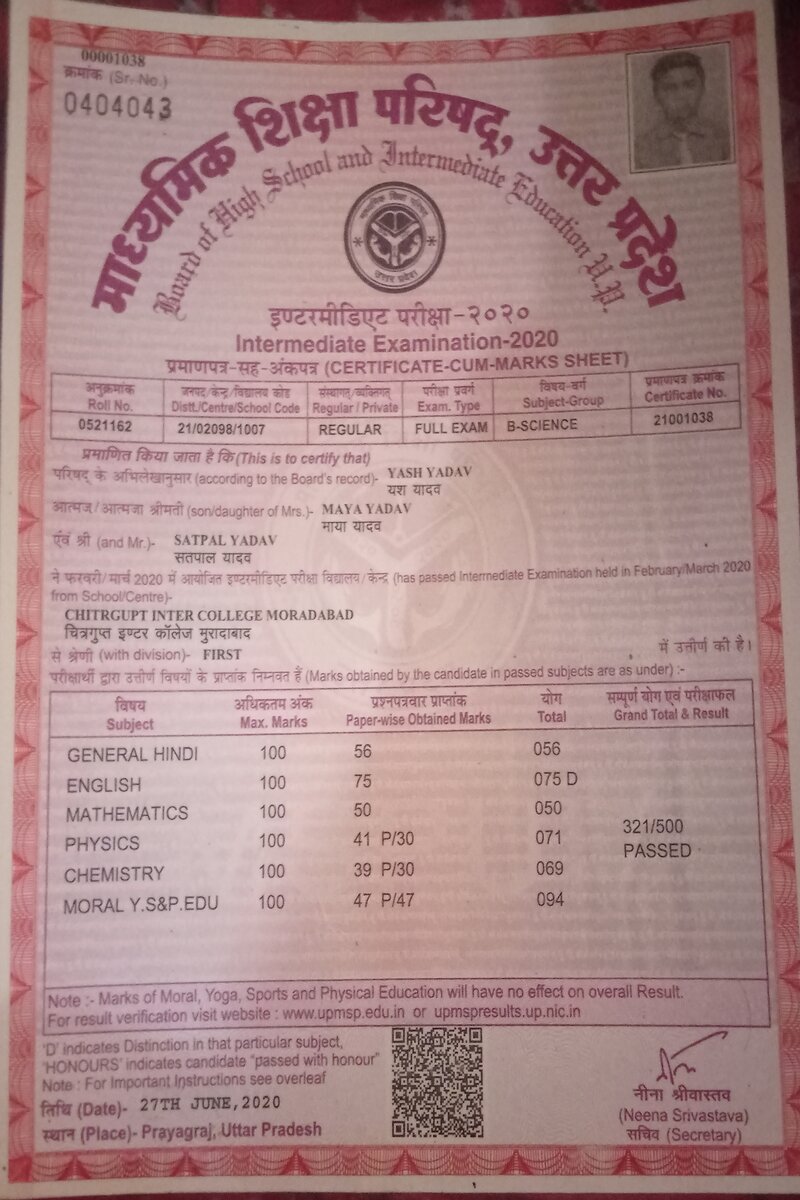 00001038
क्रमांक (Sr. No.)
0404043
माध्यमिक शिक्षा परिषद्, उत्तर प्रदेश
Board of High School and Intermediate Education U.P.
उत्तर प्रदेश
इण्टरमीडिएट परीक्षा-२०२०
Intermediate Examination-2020
प्रमाणपत्र-सह-अंकपत्र (CERTIFICATE-CUM-MARKS SHEET)
अनुक्रमांक जनपद/केन्द्र/विद्यालय कोड संस्थागत/व्यक्तिगत परीक्षा प्रवर्ग विषय-वर्ग प्रमाणपत्र क्रमांक
Roll No. Distt./Centre/School Code Regular / Private Exam. Type Subject-Group Certificate No.
0521162 21/02098/1007 REGULAR FULL EXAM B-SCIENCE 21001038
प्रमाणित किया जाता है कि (This is to certify that)
परिषद् के अभिलेखानुसार (according to the Board's record)- YASH YADAV
यश यादव
आत्मज/आत्मजा श्रीमती (son/daughter of Mrs.)- MAYA YADAV
माया यादव
एवं श्री (and Mr.)- SATPAL YADAV
सतपाल यादव
ने फरवरी/मार्च 2020 में आयोजित इण्टरमीडिएट परीक्षा विद्यालय/केन्द्र (has passed Intermediate Examination held in February/March 2020
from School/Centre)-
CHITRGUPT INTER COLLEGE MORADABAD
चित्रगुप्त इण्टर कॉलेज मुरादाबाद
से श्रेणी (with division)- FIRST में उत्तीर्ण की है।
परीक्षार्थी द्वारा उत्तीर्ण विषयों के प्राप्तांक निम्नवत हैं (Marks obtained by the candidate in passed subjects are as under) :-
विषय अधिकतम अंक प्रश्नपत्रवार प्राप्तांक योग सम्पूर्ण योग एवं परीक्षाफल
Subject Max. Marks Paper-wise Obtained Marks Total Grand Total & Result
GENERAL HINDI 100 56 056
ENGLISH 100 75 075 D
MATHEMATICS 100 50 050
321/500
PHYSICS 100 41 P/30 071
PASSED
CHEMISTRY 100 39 P/30 069
MORAL Y.S&P.EDU 100 47 P/47 094
Note :- Marks of Moral, Yoga, Sports and Physical Education will have no effect on overall Result.
For result verification visit website : www.upmsp.edu.in or upmspresults.up.nic.in
'D' indicates Distinction in that particular subject,
'HONOURS' indicates candidate "passed with honour"
Note : For Important Instructions see overleaf
तिथि (Date)- 27TH JUNE,2020
स्थान (Place)- Prayagraj, Uttar Pradesh
नीना श्रीवास्तव
(Neena Srivastava)
सचिव (Secretary)